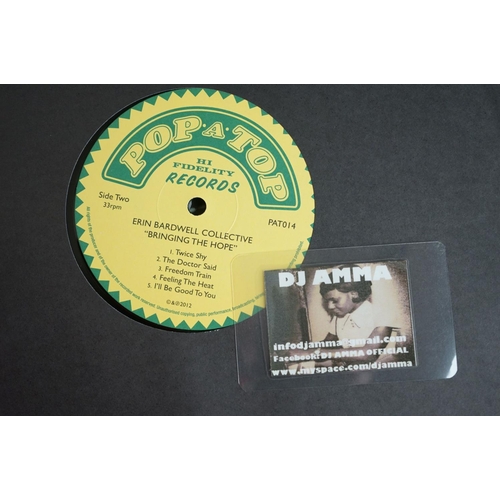 POP·A·TOP
HI
FIDELITY
RECORDS
Side Two
33rpm
PAT014
ERIN BARDWELL COLLECTIVE
"BRINGING THE HOPE"
1. Twice Shy
2. The Doctor Said
3. Freedom Train
4. Feeling The Heat
5. I'll Be Good To You
©&℗2012
DJ AMMA
infodjamma@gmail.com
Facebook:DJ AMMA OFFICIAL
www.myspace.com/djamma